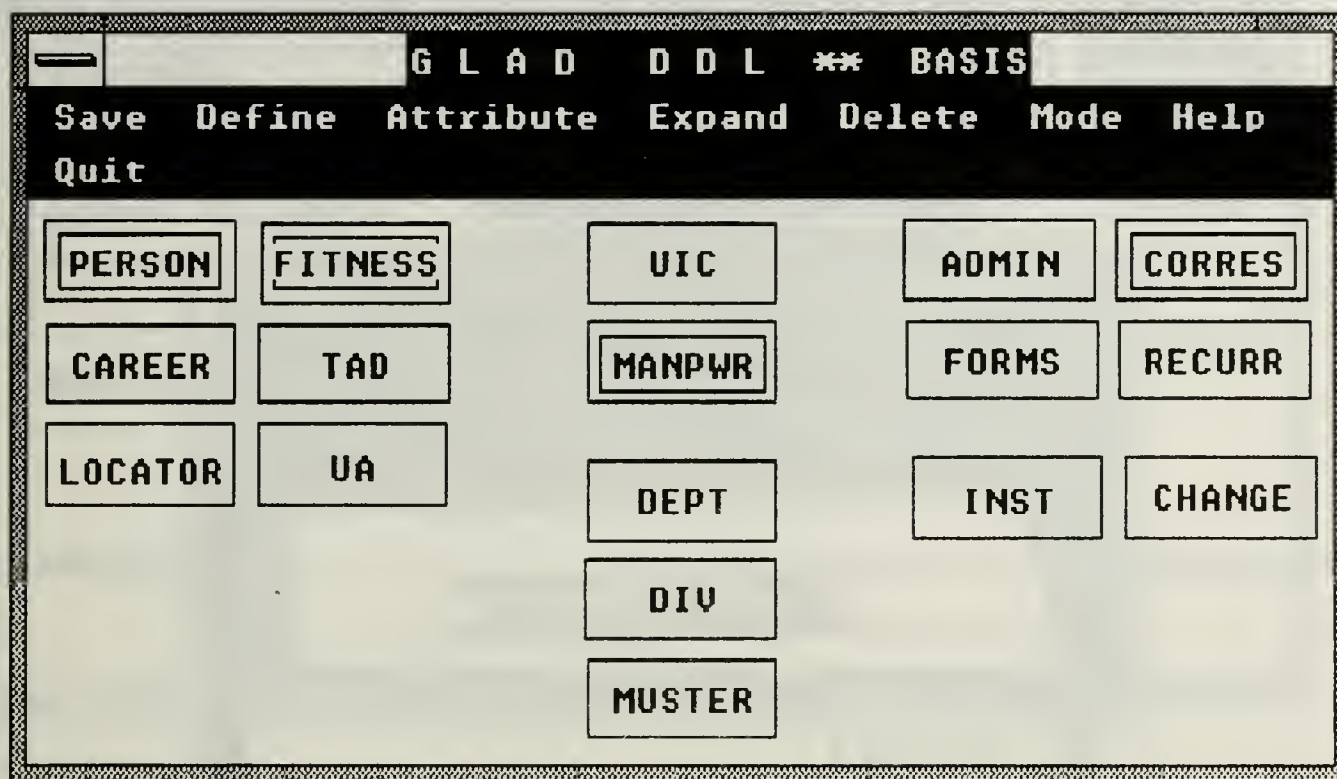 G L A D D D L ** BASIS
Save Define Attribute Expand Delete Mode Help
Quit
PERSON FITNESS UIC ADMIN CORRES
CAREER TAD MANPWR FORMS RECURR
LOCATOR UA DEPT INST CHANGE
DIV
MUSTER